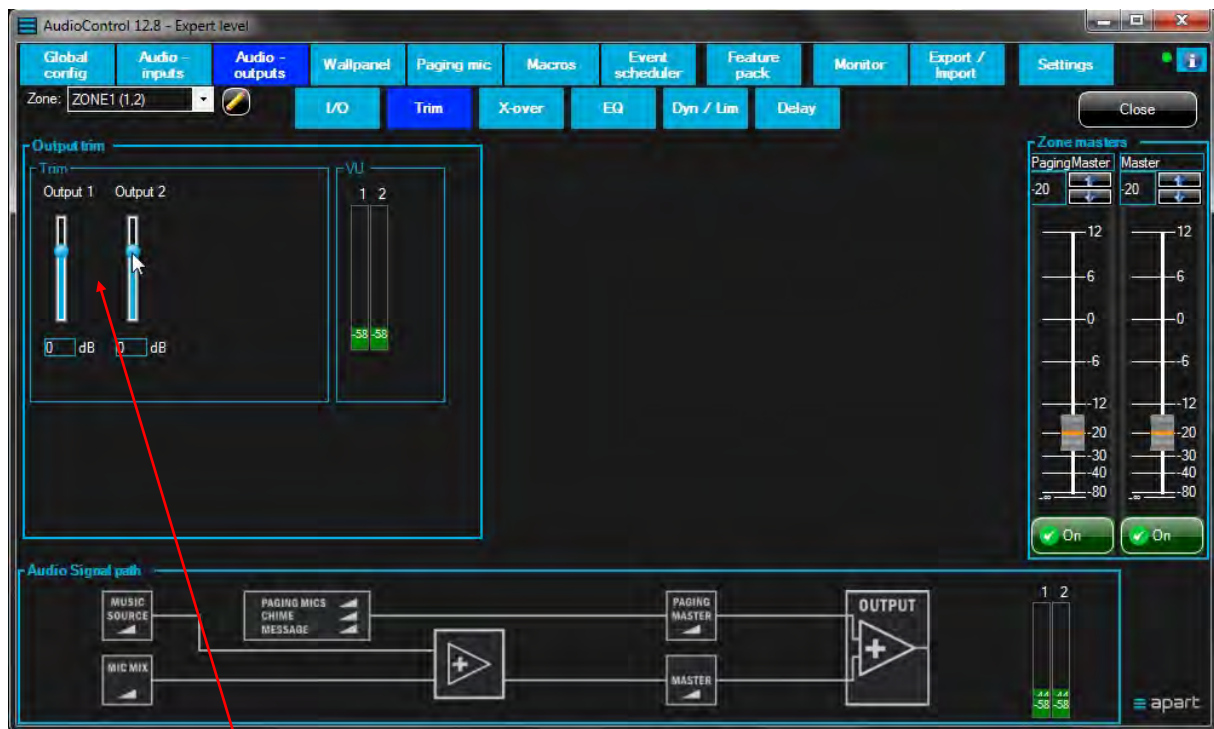 AudioControl 12.8 - Expert level
Global config
Audio - inputs
Audio - outputs
Wallpanel
Paging mic
Macros
Event scheduler
Feature pack
Monitor
Export / Import
Settings
i
Zone: ZONE1 (1,2)
I/O
Trim
X-over
EQ
Dyn / Lim
Delay
Close
Output trim
Trim
Output 1 Output 2
0 dB 0 dB
VU
1 2
-58 -58
Zone masters
PagingMaster Master
-20 -20
12 12
6 6
0 0
-6 -6
-12 -12
-20 -20
-30 -30
-40 -40
-∞ -80 -∞ -80
On On
Audio Signal path
MUSIC SOURCE
MIC MIX
PAGING MICS
CHIME
MESSAGE
+
PAGING MASTER
MASTER
OUTPUT
+
1 2
-44 -44
-58 -58
apart